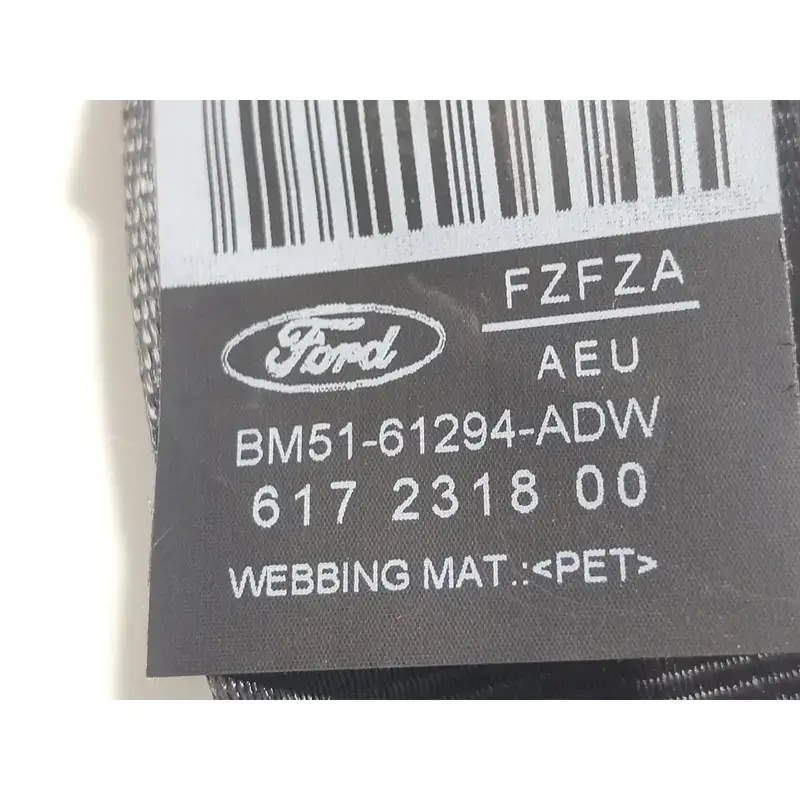 FZFZA
Ford
AEU
BM51-61294-ADW
617 2318 00
WEBBING MAT.:<PET>